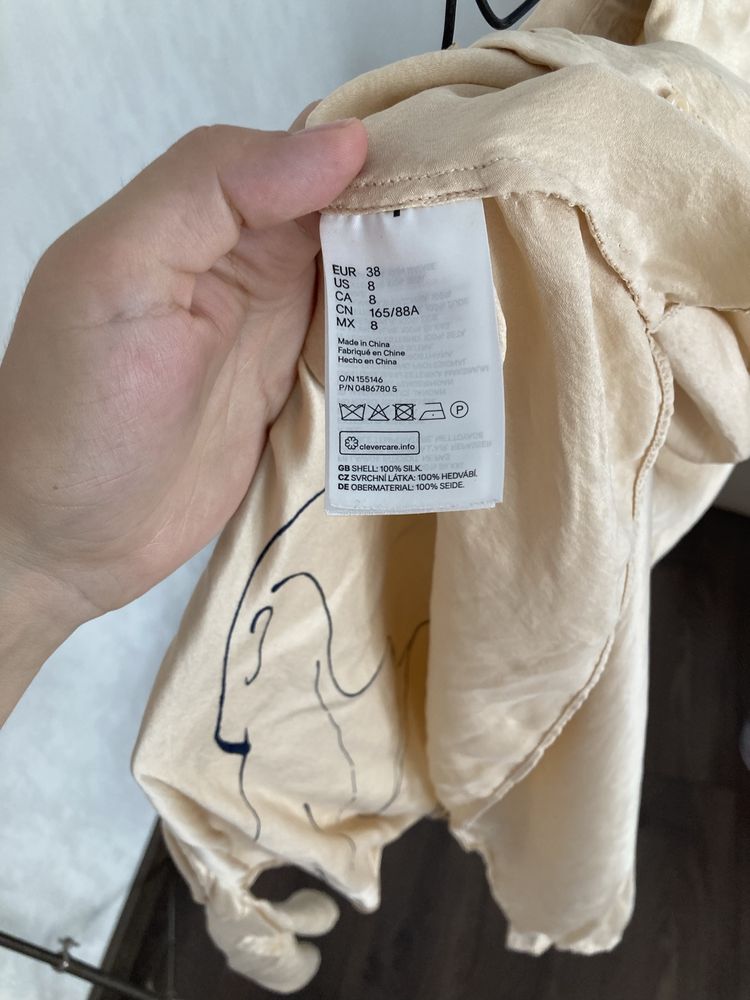 EUR 38
US 8
CA 8
CN 165/88A
MX 8
Made in China
Fabriqué en Chine
Hecho en China
O/N 155146
P/N 0486780 5
P
clevercare.info
GB SHELL: 100% SILK.
CZ SVRCHNÍ LÁTKA: 100% HEDVÁBÍ.
DE OBERMATERIAL: 100% SEIDE.